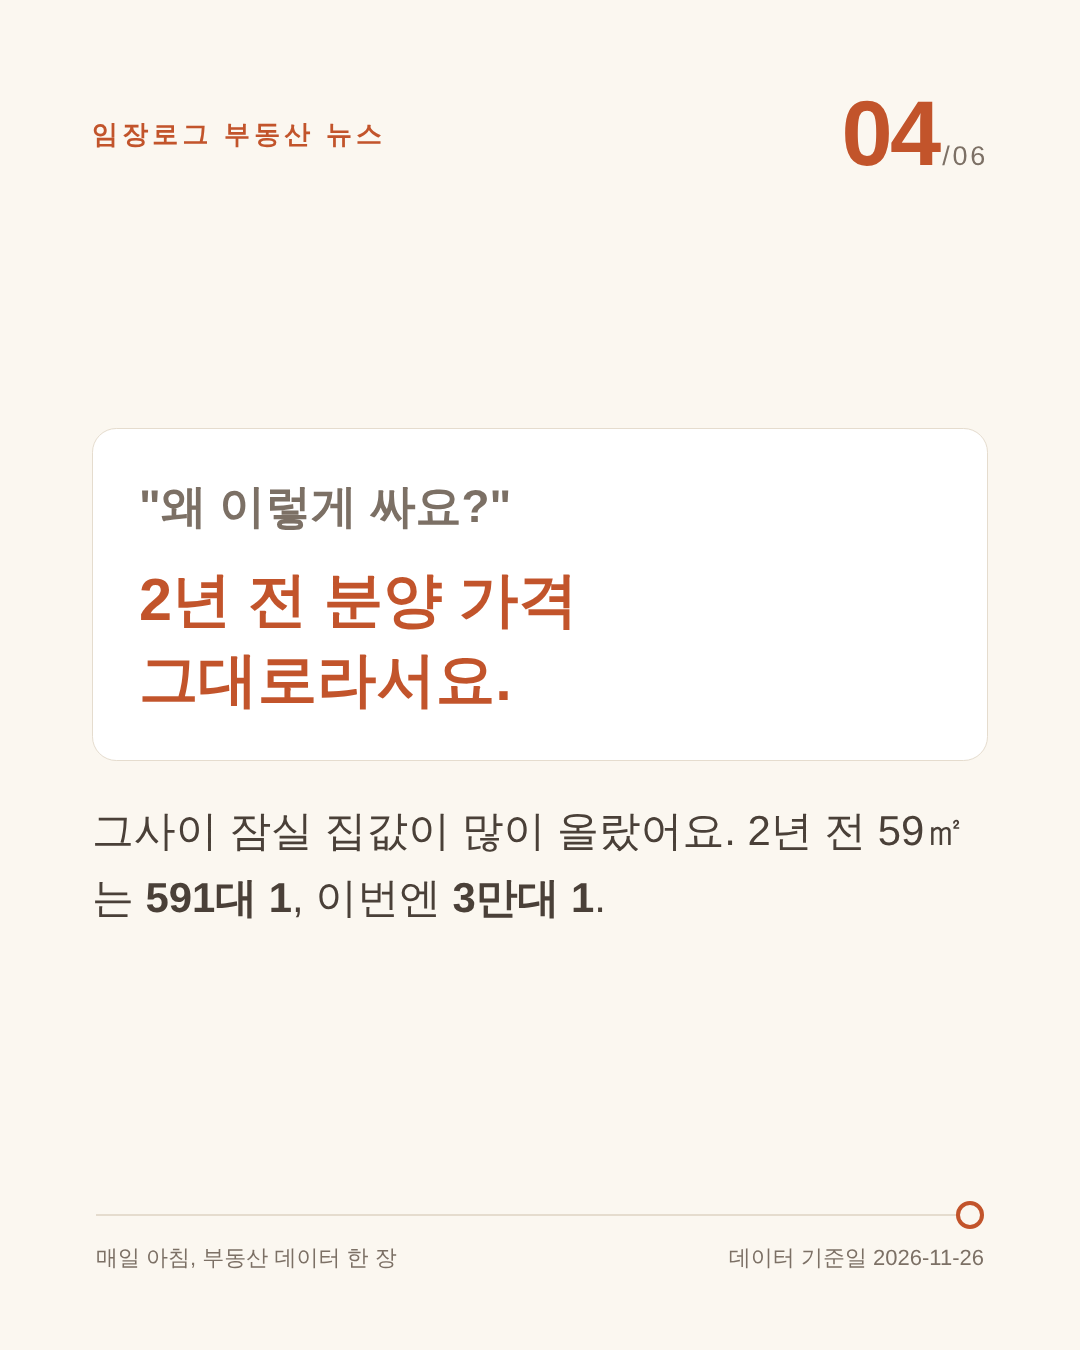 임장로그 부동산 뉴스
04/06
"왜 이렇게 싸요?"
2년 전 분양 가격
그대로라서요.
그사이 잠실 집값이 많이 올랐어요. 2년 전 59㎡
는 591대 1, 이번엔 3만대 1.
매일 아침, 부동산 데이터 한 장
데이터 기준일 2026-11-26